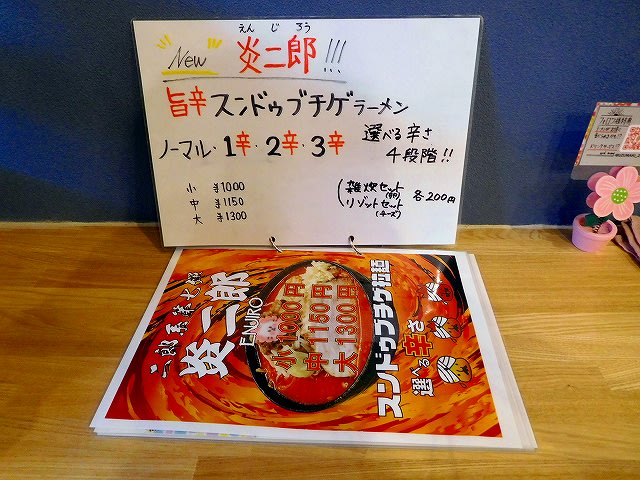 えんじろう
New 炎二郎!!!
旨辛スンドゥブチゲラーメン
ノーマル・1辛・2辛・3辛
選べる辛さ
4段階!!
小 ¥1000
中 ¥1150
大 ¥1300
(雑炊セット
リゾットセット
(チーズ)
各200円
炎二郎
ENJIRO
小1000円
中1150円
大1300円
スンドゥブチゲ拉麺
選べる辛さ